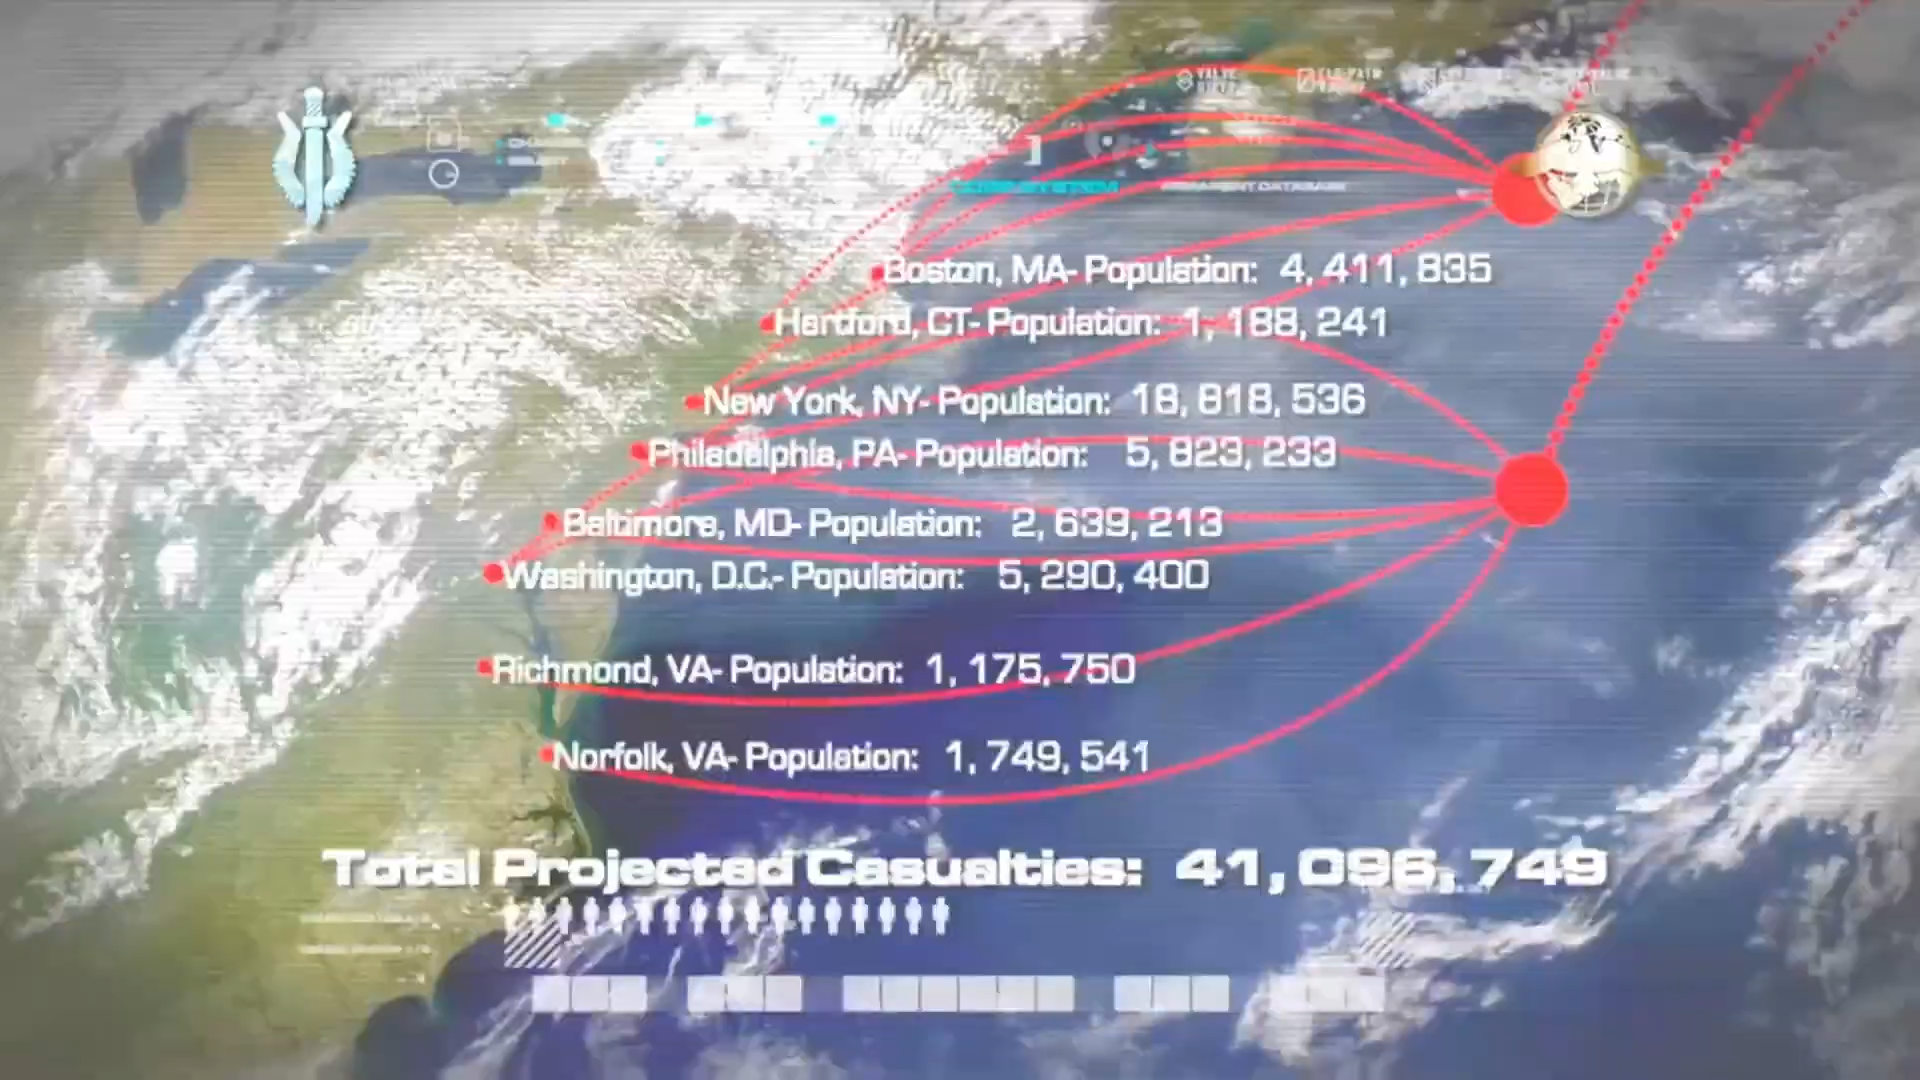 Boston, MA- Population: 4, 411, 835
Hartford, CT- Population: 1, 188, 241
New York, NY- Population: 18, 818, 536
Philadelphia, PA- Population: 5, 823, 233
Baltimore, MD- Population: 2, 639, 213
Washington, D.C.- Population: 5, 290, 400
Richmond, VA- Population: 1, 175, 750
Norfolk, VA- Population: 1, 749, 541
Total Projected Casualties: 41, 096, 749